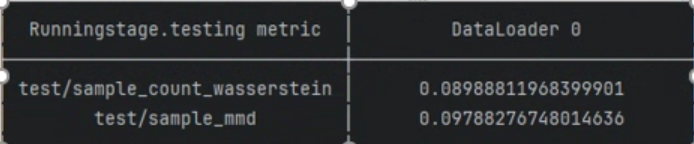 Runningstage.testing metric DataLoader 0
test/sample_count_wasserstein 0.08988811968399901
test/sample_mmd 0.09788276748014636